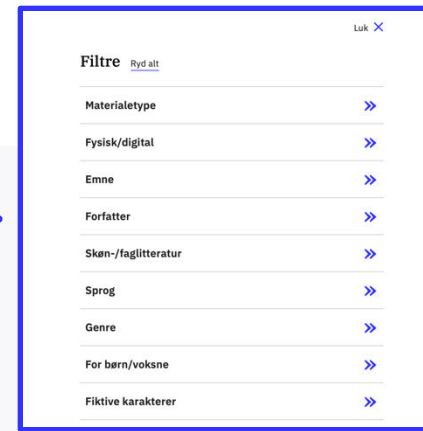 Luk
Filtre Ryd alt
Materialetype
Fysisk/digital
Emne
Forfatter
Skøn-/faglitteratur
Sprog
Genre
For børn/voksne
Fiktive karakterer